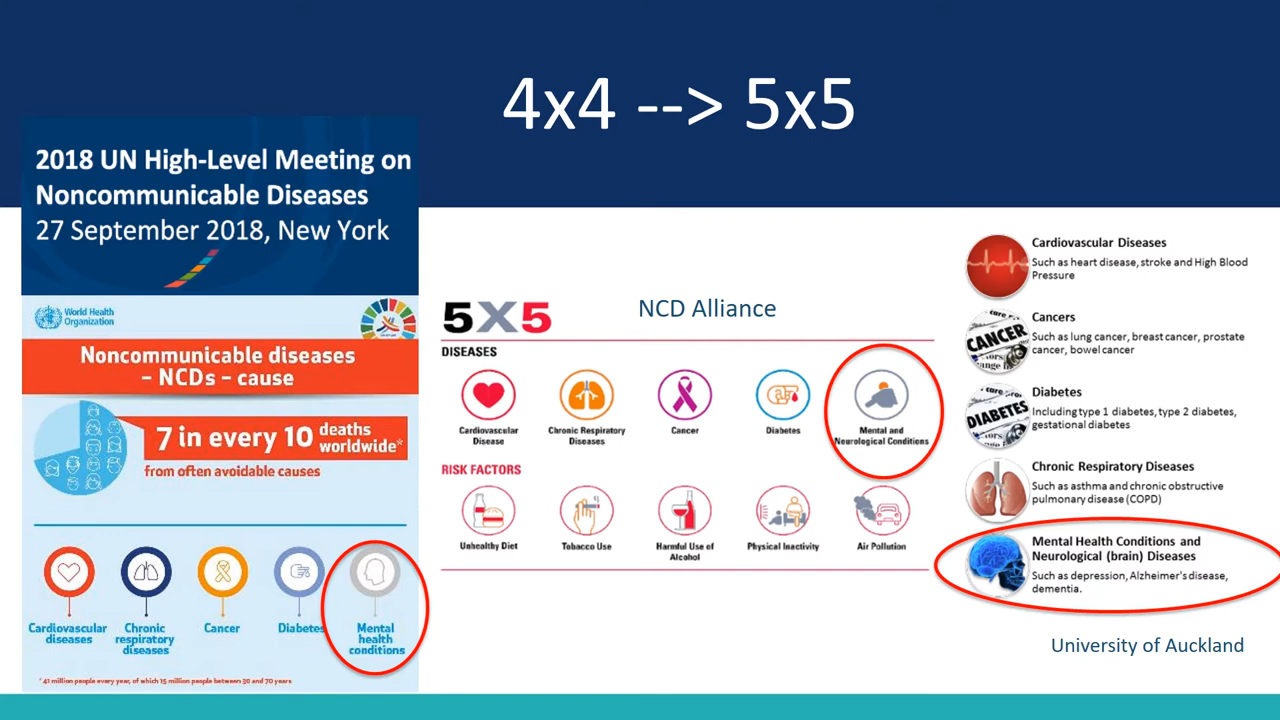 4x4 --> 5x5
2018 UN High-Level Meeting on
Noncommunicable Diseases
27 September 2018, New York
World Health
Organization
Noncommunicable diseases
– NCDs – cause
7 in every 10 deaths
worldwide*
from often avoidable causes
Cardiovascular
diseases
Chronic
respiratory
diseases
Cancer
Diabetes
Mental
health
conditions
* 41 million people every year, of which 15 million people between 30 and 70 years
NCD Alliance
5X5
DISEASES
Cardiovascular
Disease
Chronic Respiratory
Diseases
Cancer
Diabetes
Mental and
Neurological Conditions
RISK FACTORS
Unhealthy Diet
Tobacco Use
Harmful Use of
Alcohol
Physical Inactivity
Air Pollution
Cardiovascular Diseases
Such as heart disease, stroke and High Blood
Pressure
CANCER
Cancers
Such as lung cancer, breast cancer, prostate
cancer, bowel cancer
DIABETES
Diabetes
Including type 1 diabetes, type 2 diabetes,
gestational diabetes
Chronic Respiratory Diseases
Such as asthma and chronic obstructive
pulmonary disease (COPD)
Mental Health Conditions and
Neurological (brain) Diseases
Such as depression, Alzheimer's disease,
dementia.
University of Auckland